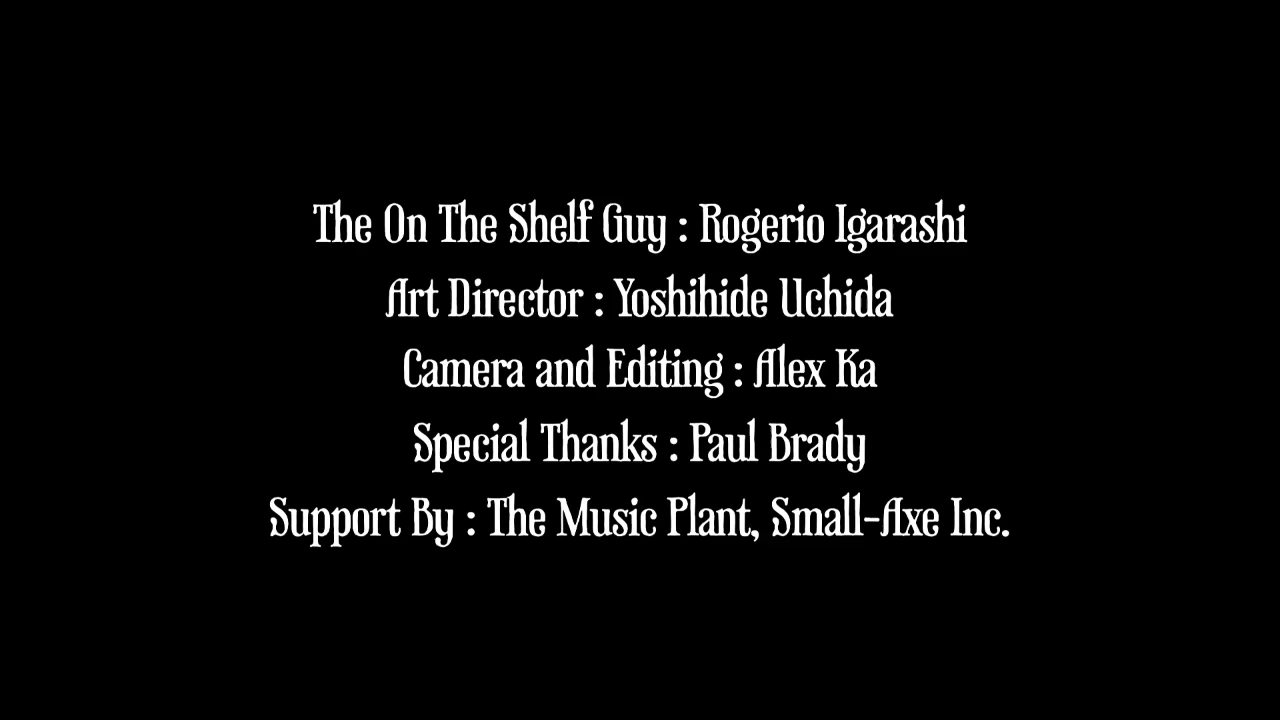 The On The Shelf Guy : Rogerio Igarashi
Art Director : Yoshihide Uchida
Camera and Editing : Alex Ka
Special Thanks : Paul Brady
Support By : The Music Plant, Small-Axe Inc.